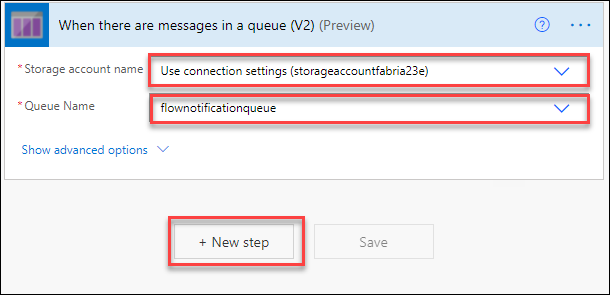 When there are messages in a queue (V2) (Preview)
* Storage account name
Use connection settings (storageaccountfabria23e)
* Queue Name
flownotificationqueue
Show advanced options
+ New step
Save